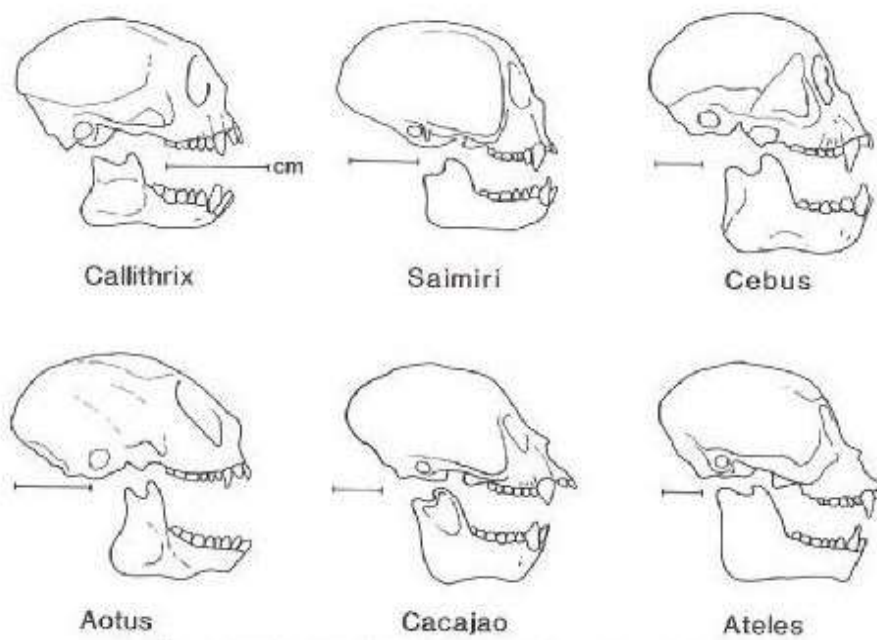 cm
Callithrix
Saimiri
Cebus
Aotus
Cacajao
Ateles